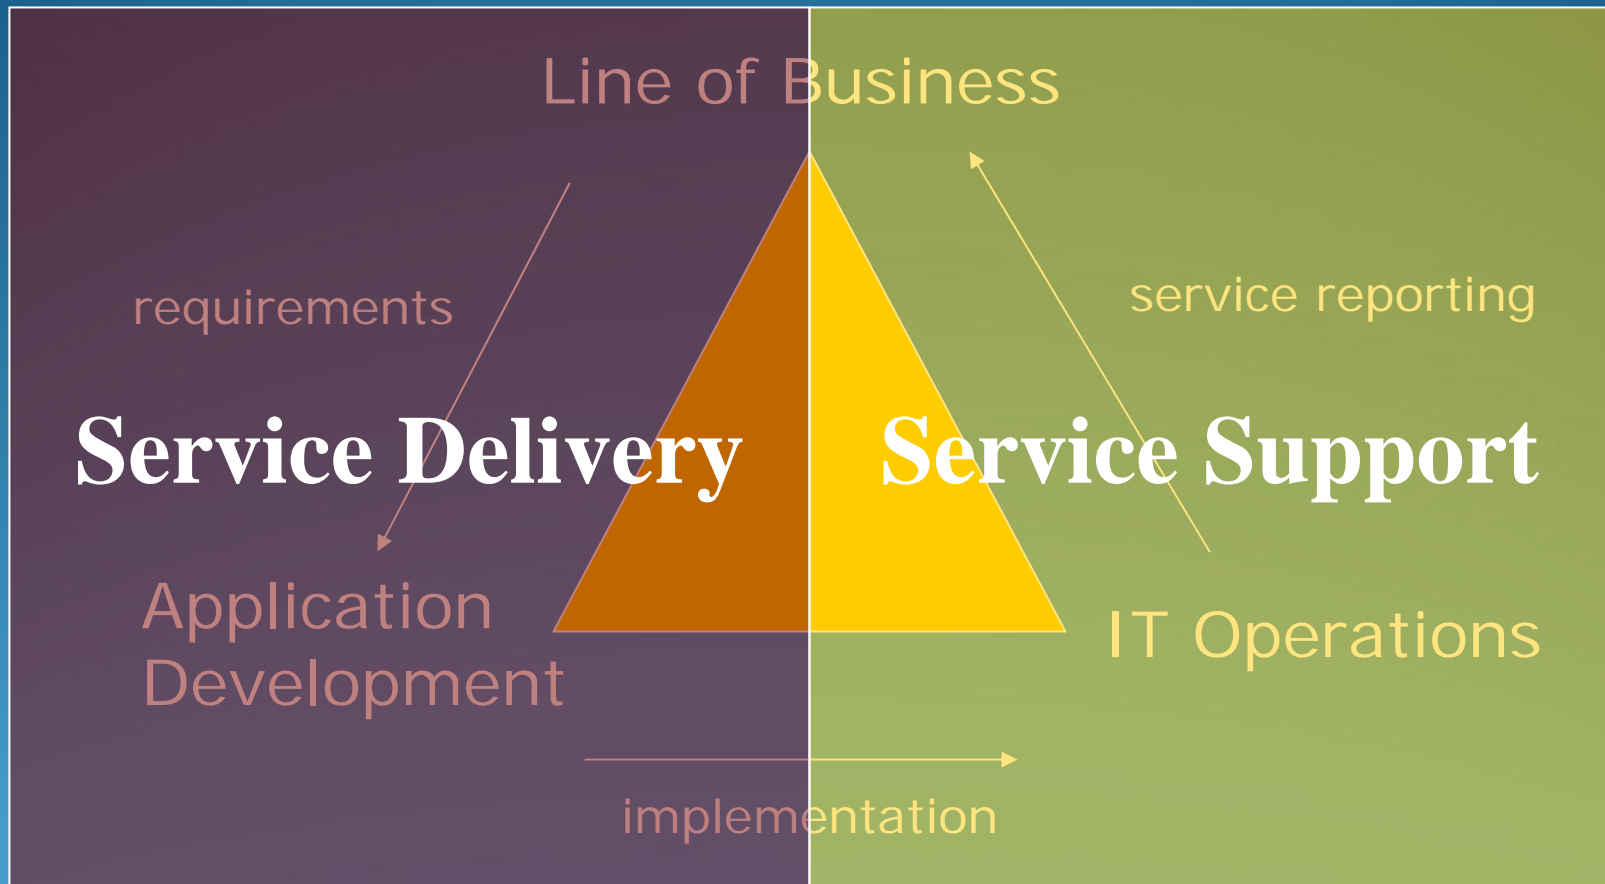 Line of Business
requirements
service reporting
Service Delivery
Service Support
Application
Development
IT Operations
implementation